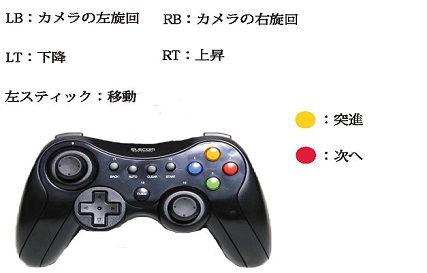 LB：カメラの左旋回
RB：カメラの右旋回
LT：下降
RT：上昇
左スティック：移動
：突進
：次へ
ELECOM
BACK
AUTO
CLEAR
START
GUIDE